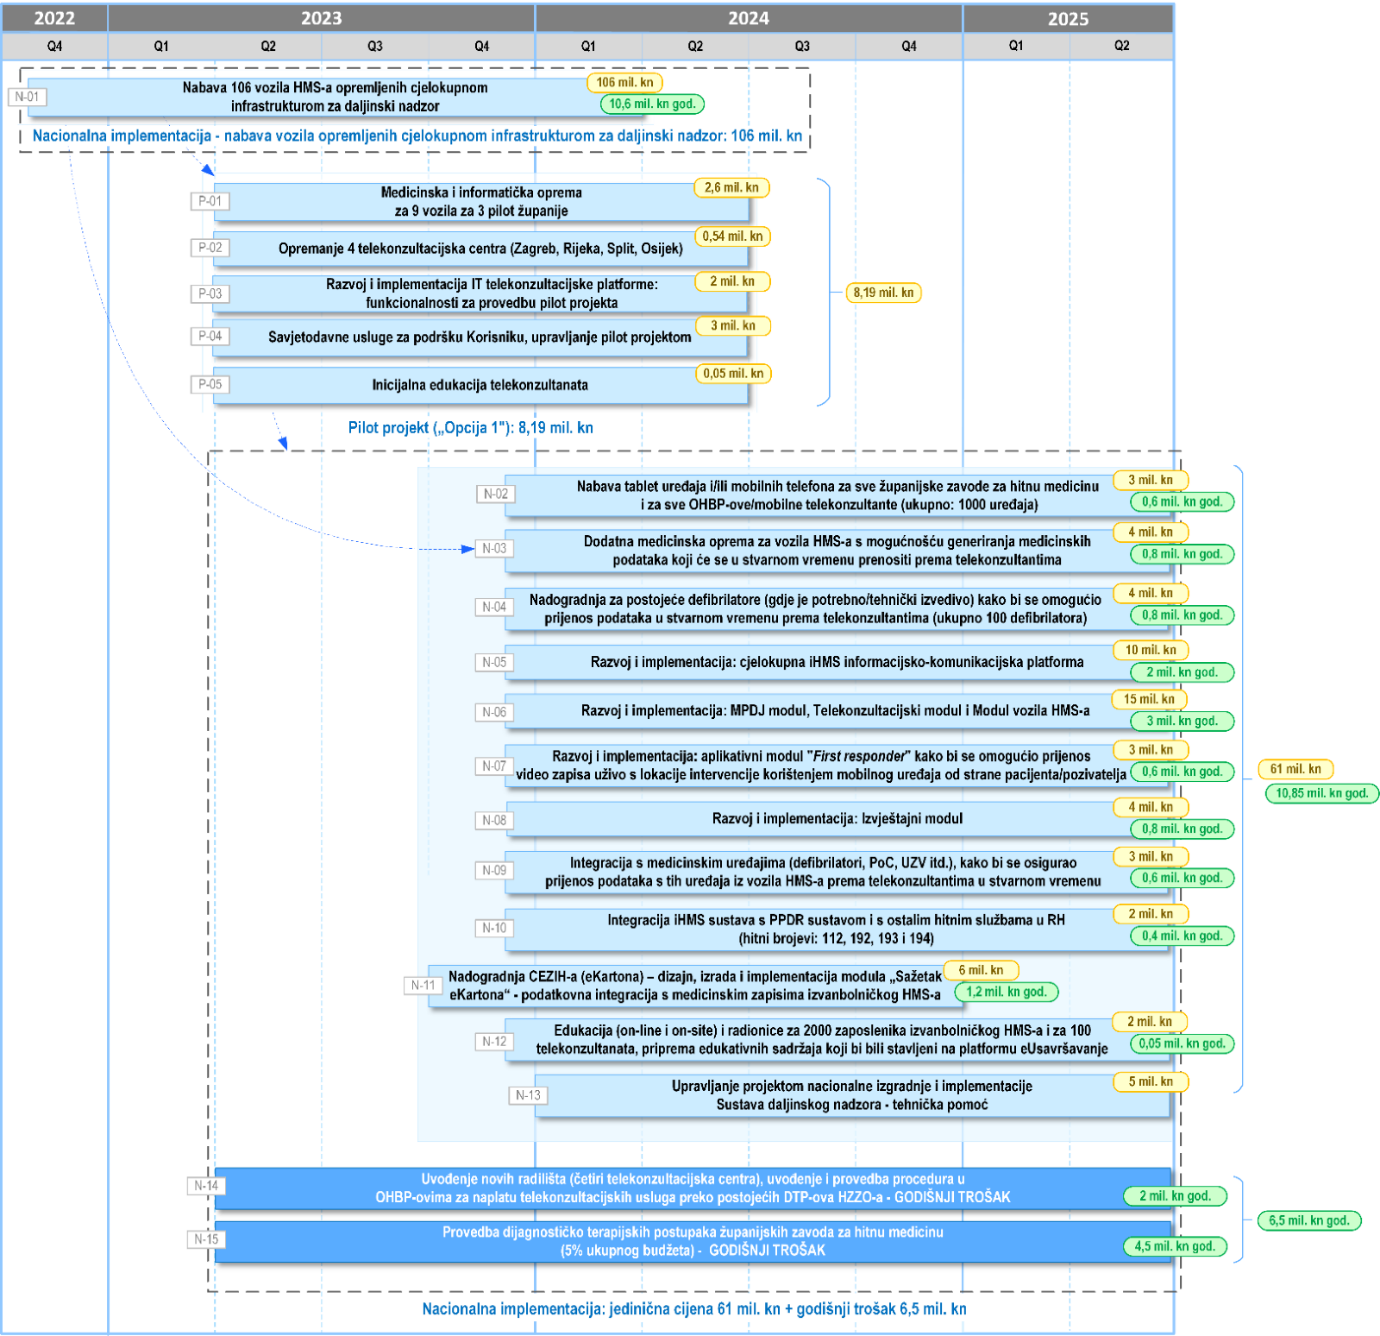 2022 2023 2024 2025
Q4 Q1 Q2 Q3 Q4 Q1 Q2 Q3 Q4 Q1 Q2
N-01
Nabava 106 vozila HMS-a opremljenih cjelokupnom
infrastrukturom za daljinski nadzor
106 mil. kn
10,6 mil. kn god.
Nacionalna implementacija - nabava vozila opremljenih cjelokupnom infrastrukturom za daljinski nadzor: 106 mil. kn
P-01
Medicinska i informatička oprema
za 9 vozila za 3 pilot županije
2,6 mil. kn
P-02
Opremanje 4 telekonzultacijska centra (Zagreb, Rijeka, Split, Osijek)
0,54 mil. kn
P-03
Razvoj i implementacija IT telekonzultacijske platforme:
funkcionalnosti za provedbu pilot projekta
2 mil. kn
8,19 mil. kn
P-04
Savjetodavne usluge za podršku Korisniku, upravljanje pilot projektom
3 mil. kn
P-05
Inicijalna edukacija telekonzultanata
0,05 mil. kn
Pilot projekt („Opcija 1"): 8,19 mil. kn
N-02
Nabava tablet uređaja i/ili mobilnih telefona za sve županijske zavode za hitnu medicinu
i za sve OHBP-ove/mobilne telekonzultante (ukupno: 1000 uređaja)
3 mil. kn
0,6 mil. kn god.
N-03
Dodatna medicinska oprema za vozila HMS-a s mogućnošću generiranja medicinskih
podataka koji će se u stvarnom vremenu prenositi prema telekonzultantima
4 mil. kn
0,8 mil. kn god.
N-04
Nadogradnja za postojeće defibrilatore (gdje je potrebno/tehnički izvedivo) kako bi se omogućio
prijenos podataka u stvarnom vremenu prema telekonzultantima (ukupno 100 defibrilatora)
4 mil. kn
0,8 mil. kn god.
N-05
Razvoj i implementacija: cjelokupna iHMS informacijsko-komunikacijska platforma
10 mil. kn
2 mil. kn god.
N-06
Razvoj i implementacija: MPDJ modul, Telekonzultacijski modul i Modul vozila HMS-a
15 mil. kn
3 mil. kn god.
N-07
Razvoj i implementacija: aplikativni modul "First responder" kako bi se omogućio prijenos
video zapisa uživo s lokacije intervencije korištenjem mobilnog uređaja od strane pacijenta/pozivatelja
3 mil. kn
0,6 mil. kn god.
61 mil. kn
10,85 mil. kn god.
N-08
Razvoj i implementacija: Izvještajni modul
4 mil. kn
0,8 mil. kn god.
N-09
Integracija s medicinskim uređajima (defibrilatori, PoC, UZV itd.), kako bi se osigurao
prijenos podataka s tih uređaja iz vozila HMS-a prema telekonzultantima u stvarnom vremenu
3 mil. kn
0,6 mil. kn god.
N-10
Integracija iHMS sustava s PPDR sustavom i s ostalim hitnim službama u RH
(hitni brojevi: 112, 192, 193 i 194)
2 mil. kn
0,4 mil. kn god.
N-11
Nadogradnja CEZIH-a (eKartona) – dizajn, izrada i implementacija modula „Sažetak
eKartona“ - podatkovna integracija s medicinskim zapisima izvanbolničkog HMS-a
6 mil. kn
1,2 mil. kn god.
N-12
Edukacija (on-line i on-site) i radionice za 2000 zaposlenika izvanbolničkog HMS-a i za 100
telekonzultanata, priprema edukativnih sadržaja koji bi bili stavljeni na platformu eUsavršavanje
2 mil. kn
0,05 mil. kn god.
N-13
Upravljanje projektom nacionalne izgradnje i implementacije
Sustava daljinskog nadzora - tehnička pomoć
5 mil. kn
N-14
Uvođenje novih radilišta (četiri telekonzultacijska centra), uvođenje i provedba procedura u
OHBP-ovima za naplatu telekonzultacijskih usluga preko postojećih DTP-ova HZZO-a - GODIŠNJI TROŠAK
2 mil. kn god.
6,5 mil. kn god.
N-15
Provedba dijagnostičko terapijskih postupaka županijskih zavoda za hitnu medicinu
(5% ukupnog budžeta) - GODIŠNJI TROŠAK
4,5 mil. kn god.
Nacionalna implementacija: jedinična cijena 61 mil. kn + godišnji trošak 6,5 mil. kn